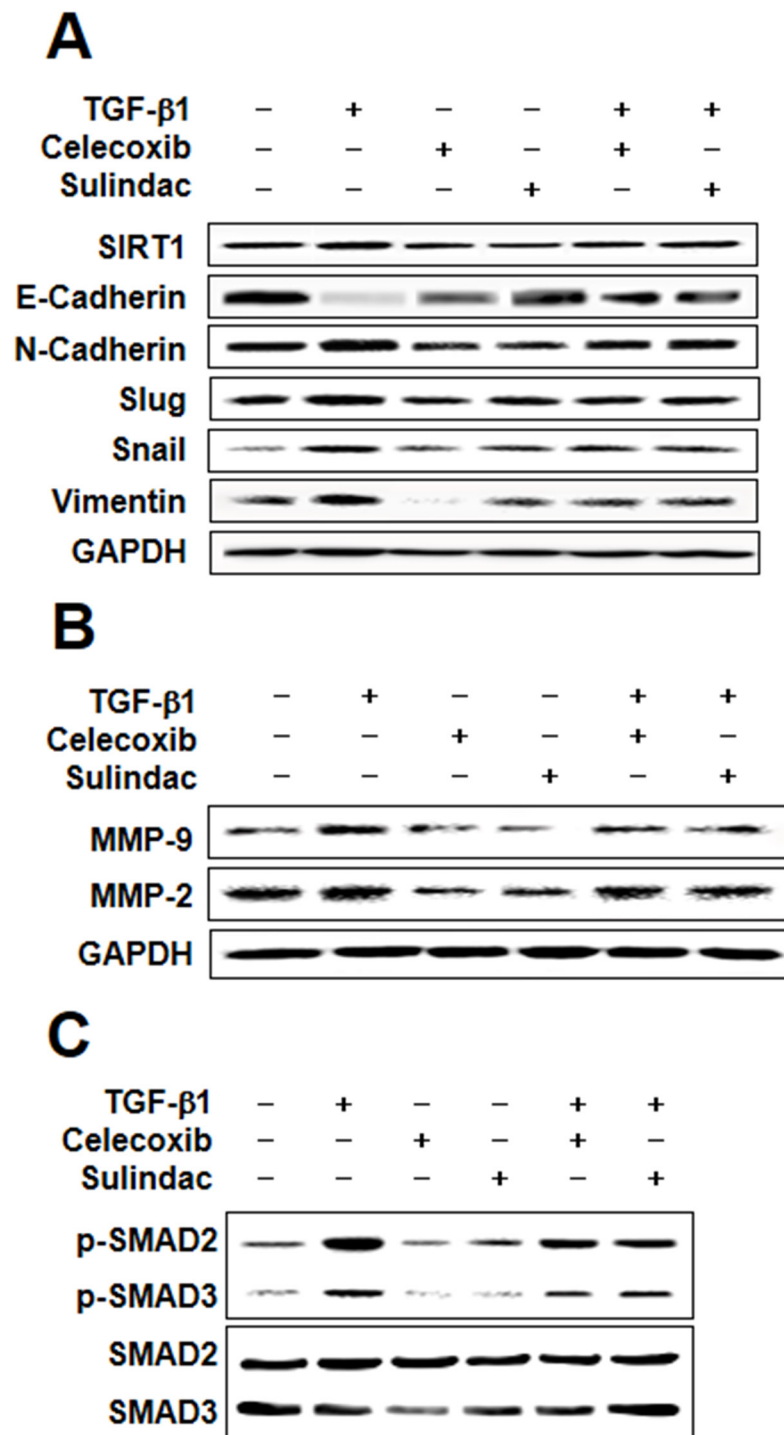 A
TGF-β1 – + – – + +
Celecoxib – – + – + –
Sulindac – – – + – +
SIRT1
E-Cadherin
N-Cadherin
Slug
Snail
Vimentin
GAPDH
B
TGF-β1 – + – – + +
Celecoxib – – + – + –
Sulindac – – – + – +
MMP-9
MMP-2
GAPDH
C
TGF-β1 – + – – + +
Celecoxib – – + – + –
Sulindac – – – + – +
p-SMAD2
p-SMAD3
SMAD2
SMAD3